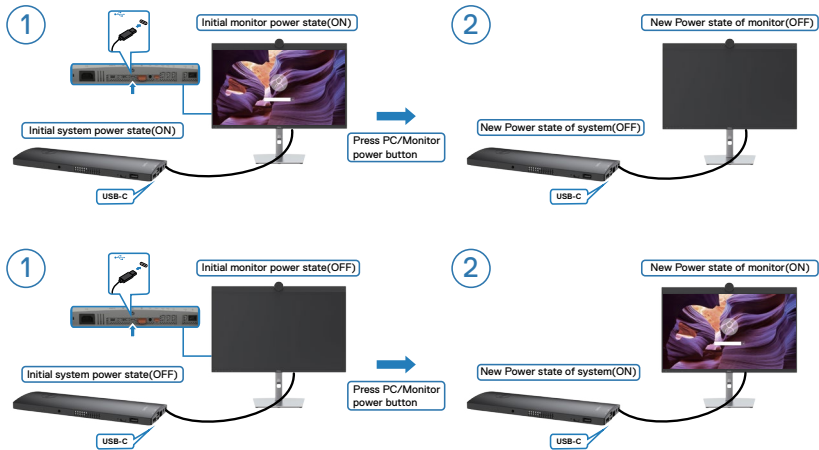 1
Initial monitor power state(ON)
Initial system power state(ON)
USB-C
Press PC/Monitor
power button
2
New Power state of monitor(OFF)
New Power state of system(OFF)
USB-C
1
Initial monitor power state(OFF)
Initial system power state(OFF)
USB-C
Press PC/Monitor
power button
2
New Power state of monitor(ON)
New Power state of system(ON)
USB-C